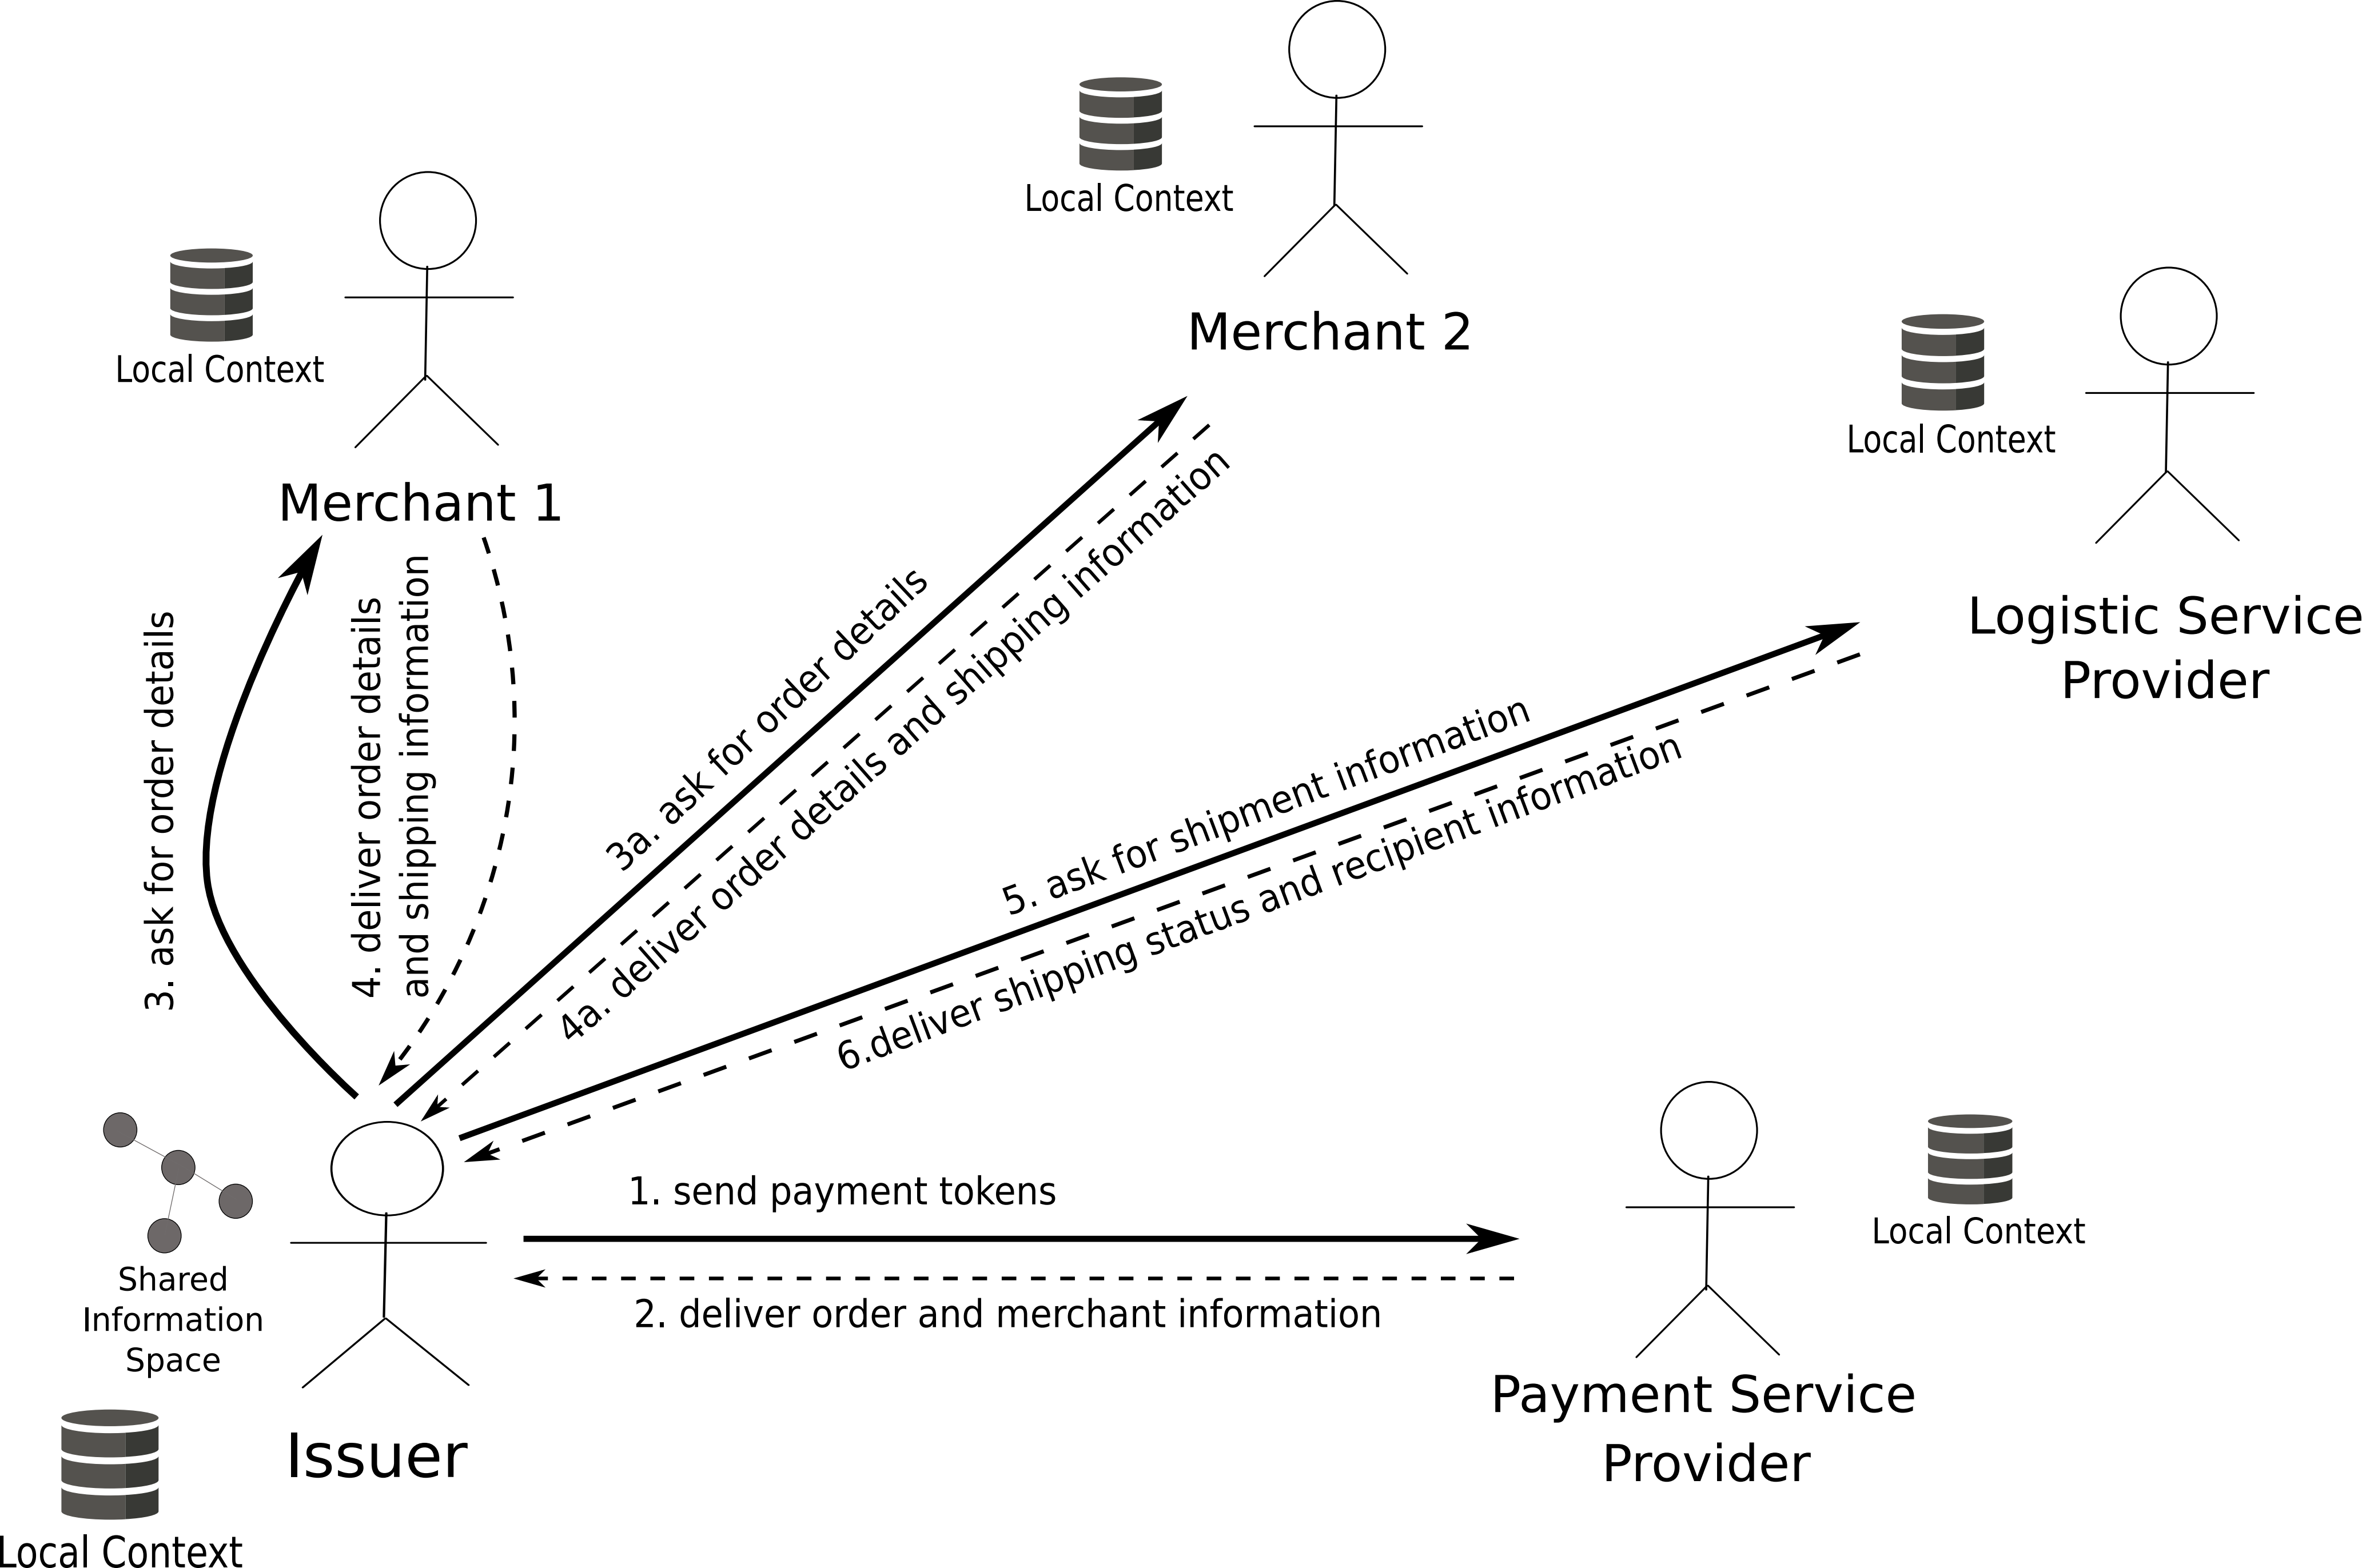 Local Context
Merchant 2
Local Context
Merchant 1
Local Context
Logistic Service
Provider
3. ask for order details
4. deliver order details
and shipping information
3a. ask for order details
4a. deliver order details and shipping information
5. ask for shipment information
6.deliver shipping status and recipient information
1. send payment tokens
2. deliver order and merchant information
Local Context
Payment Service
Provider
Shared
Information
Space
Issuer
Local Context